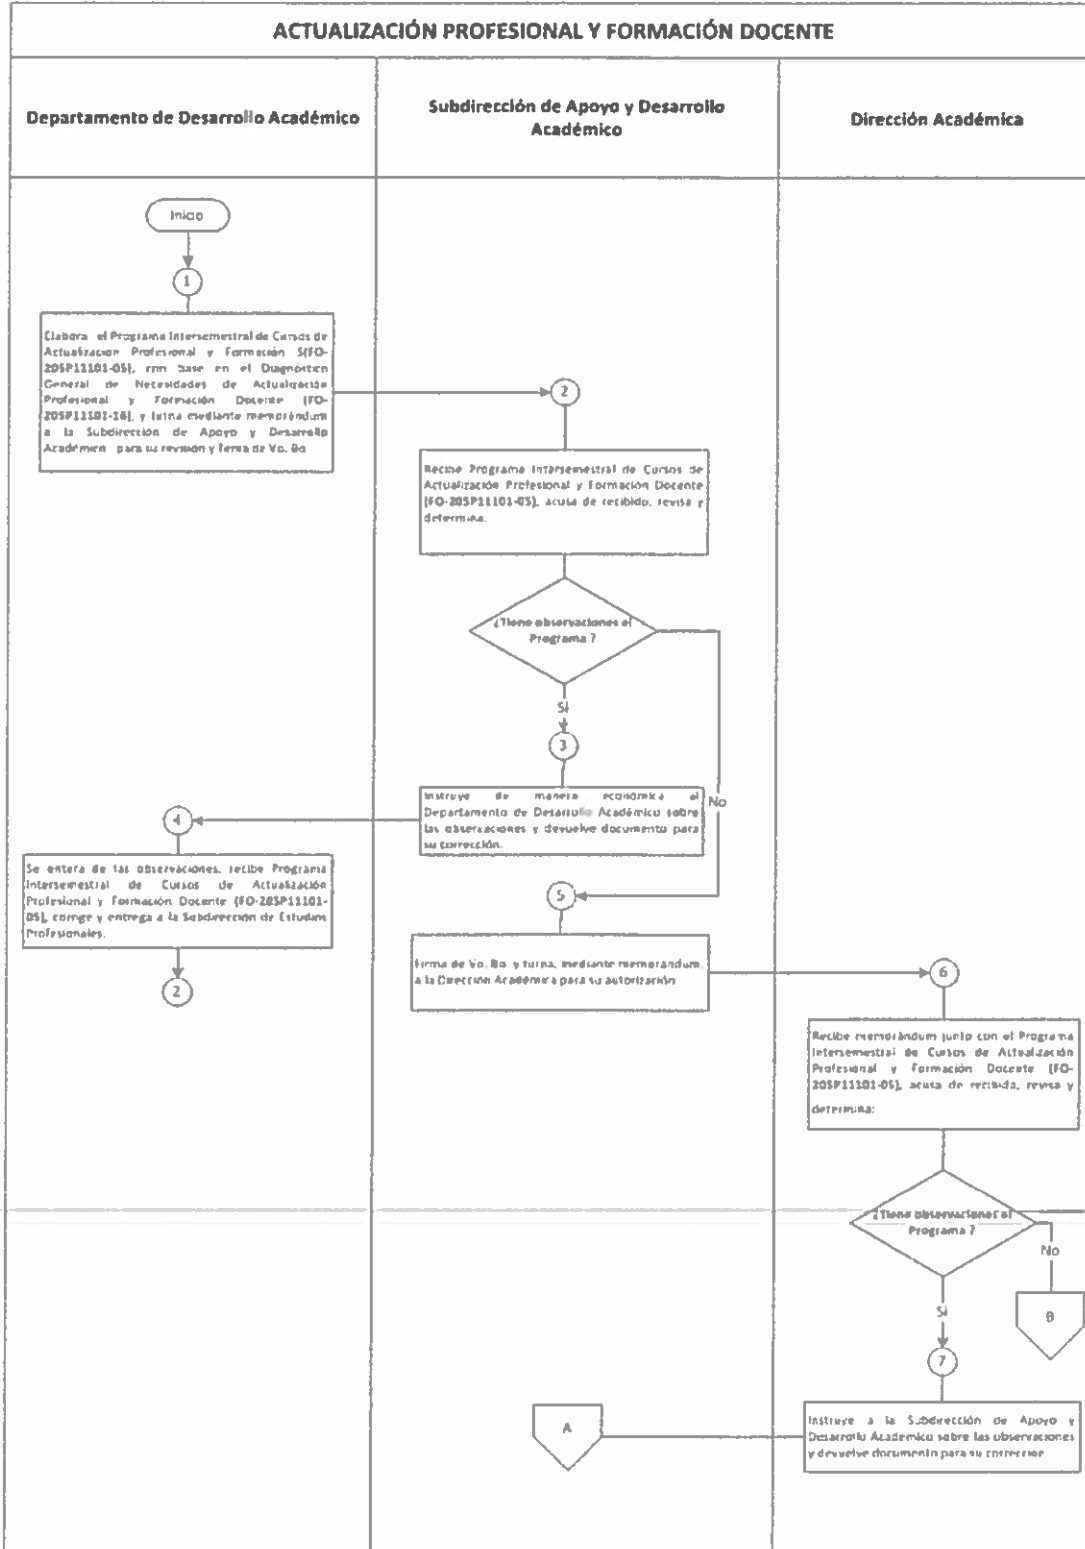 ACTUALIZACIÓN PROFESIONAL Y FORMACIÓN DOCENTE
Departamento de Desarrollo Académico
Subdirección de Apoyo y Desarrollo
Académico
Dirección Académica
Inicio
1
Elabora el Programa Intersemestral de Cursos de
Actualización Profesional y Formación S(FO-
205P11101-05), con base en el Diagnóstico
General de Necesidades de Actualización
Profesional y Formación Docente (FO-
205P11101-16), y turna mediante memorándum
a la Subdirección de Apoyo y Desarrollo
Académico para su revisión y firma de Vo. Bo
2
Recibe Programa Intersemestral de Cursos de
Actualización Profesional y Formación Docente
(FO-205P11101-05), acusa de recibido, revisa y
determina.
¿Tiene observaciones el
Programa ?
Si
No
3
Instruye de manera económica al
Departamento de Desarrollo Académico sobre
las observaciones y devuelve documento para
su corrección.
4
Se entera de las observaciones, recibe Programa
Intersemestral de Cursos de Actualización
Profesional y Formación Docente (FO-205P11101-
05), corrige y entrega a la Subdirección de Estudios
Profesionales.
2
5
Firma de Vo. Bo y turna, mediante memorándum,
a la Dirección Académica para su autorización
6
Recibe memorándum junto con el Programa
Intersemestral de Cursos de Actualización
Profesional y Formación Docente (FO-
205P11101-05), acusa de recibido, revisa y
determina:
¿Tiene observaciones el
Programa ?
No
B
Si
7
Instruye a la Subdirección de Apoyo y
Desarrollo Académico sobre las observaciones
y devuelve documento para su corrección
A